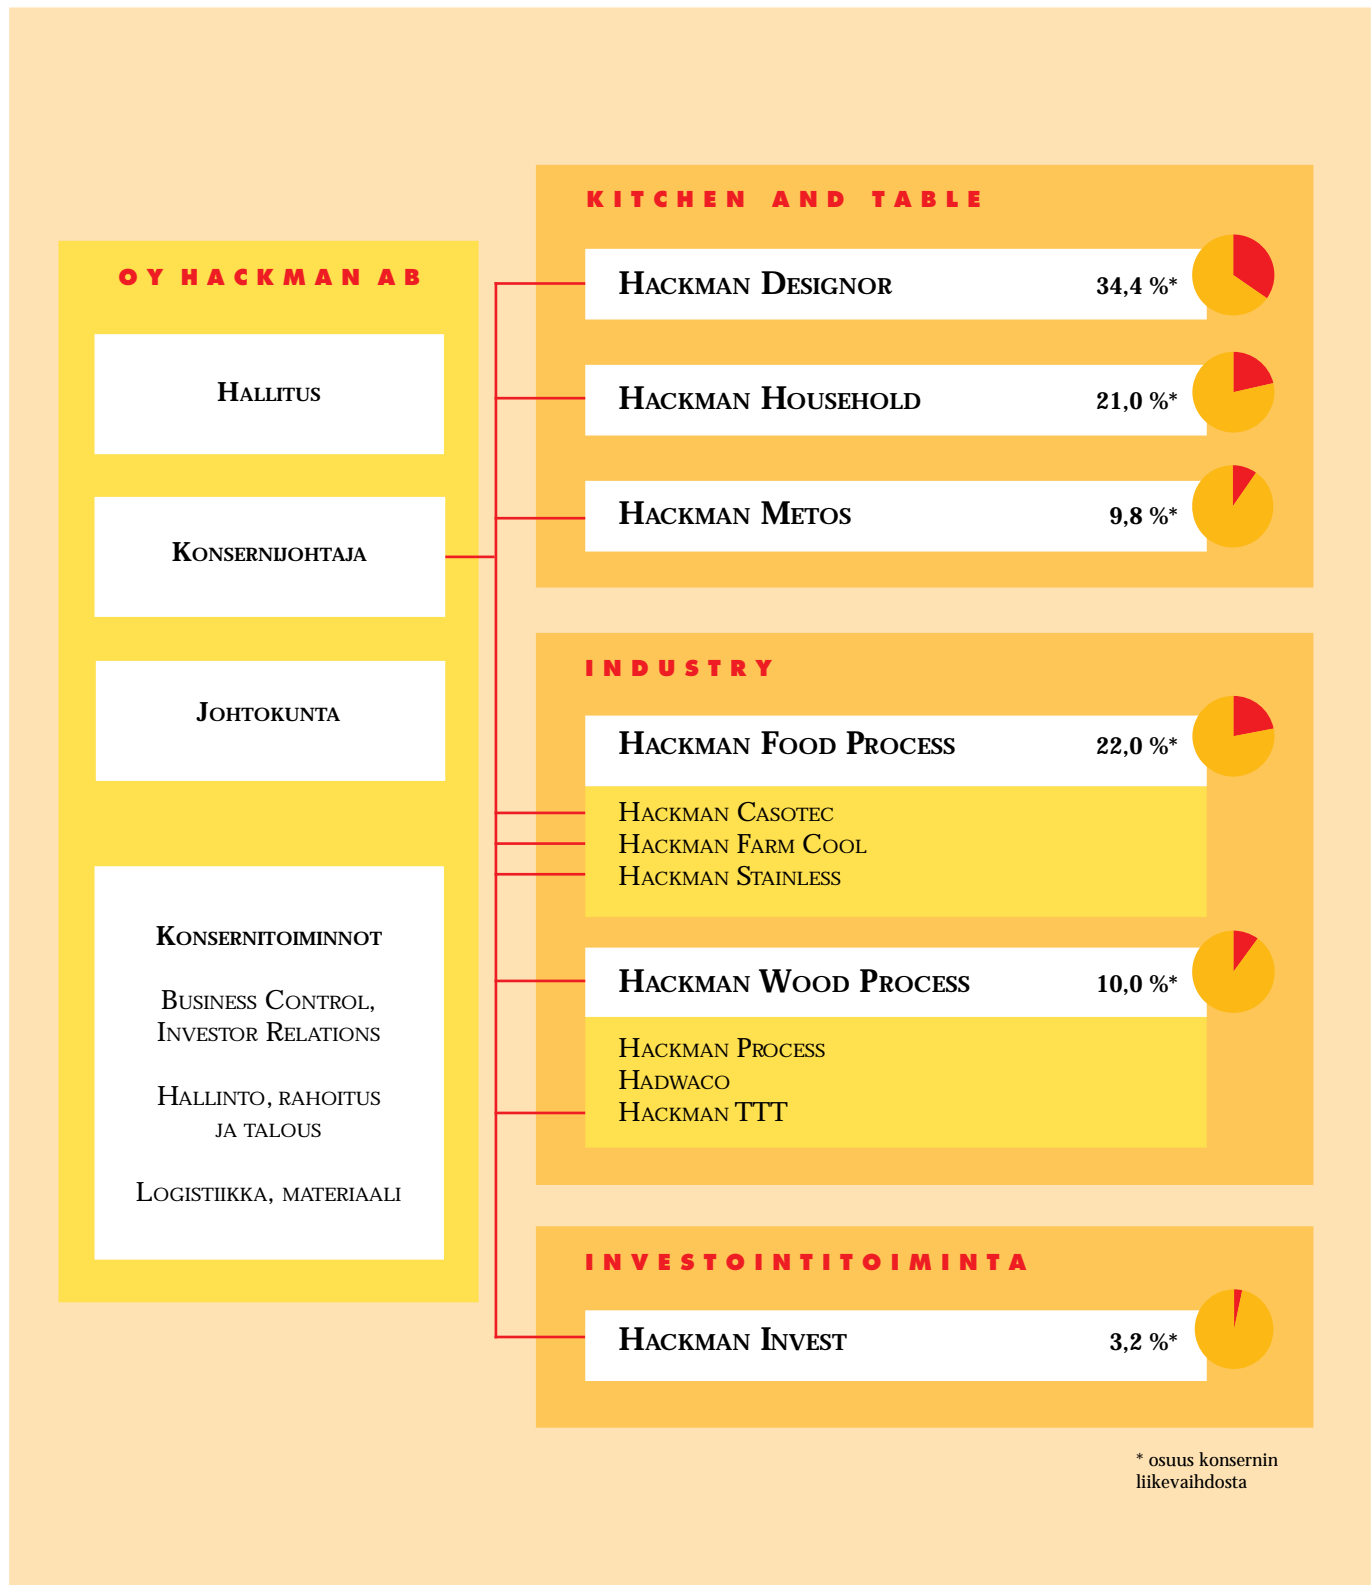 OY HACKMAN AB
HALLITUS
KONSERNIJOHTAJA
JOHTOKUNTA
KONSERNITOIMINNOT
BUSINESS CONTROL,
INVESTOR RELATIONS
HALLINTO, RAHOITUS
JA TALOUS
LOGISTIIKKA, MATERIAALI
KITCHEN AND TABLE
HACKMAN DESIGNOR 34,4 %*
HACKMAN HOUSEHOLD 21,0 %*
HACKMAN METOS 9,8 %*
INDUSTRY
HACKMAN FOOD PROCESS 22,0 %*
HACKMAN CASOTEC
HACKMAN FARM COOL
HACKMAN STAINLESS
HACKMAN WOOD PROCESS 10,0 %*
HACKMAN PROCESS
HADWACO
HACKMAN TTT
INVESTOINTITOIMINTA
HACKMAN INVEST 3,2 %*
* osuus konsernin
liikevaihdosta